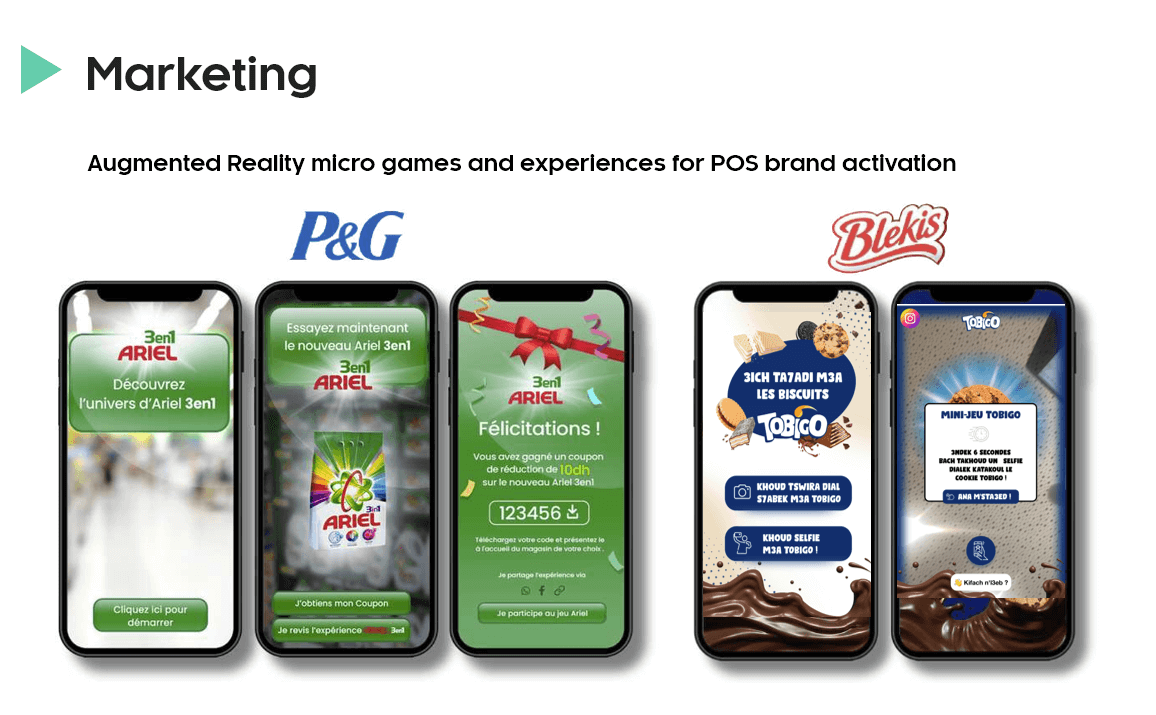 Marketing
Augmented Reality micro games and experiences for POS brand activation
P&G
3en1
ARIEL
Découvrez
l'univers d'Ariel 3en1
Cliquez ici pour
démarrer
Essayez maintenant
le nouveau Ariel 3en1
3en1
ARIEL
3in1
ARIEL
J'obtiens mon Coupon
Je revis l'expérience ARIEL 3en1
3en1
ARIEL
Félicitations !
Vous avez gagné un coupon
de réduction de 10dh
sur le nouveau Ariel 3en1
123456
Téléchargez votre code et présentez le
à l'accueil du magasin de votre choix .
Je partage l'expérience via
Je participe au jeu Ariel
Blekis
3ICH TA7ADI M3A
LES BISCUITS
TOBIGO
KHOUD TSWIRA DIAL
S7ABEK M3A TOBIGO
KHOUD SELFIE
M3A TOBIGO !
TOBIGO
MINI-JEU TOBIGO
3NDEK 6 SECONDES
BACH TAKHOUD UN SELFIE
DIALEK KATAKOUL LE
COOKIE TOBIGO !
ANA M'STA3ED !
Kifach n'l3eb ?